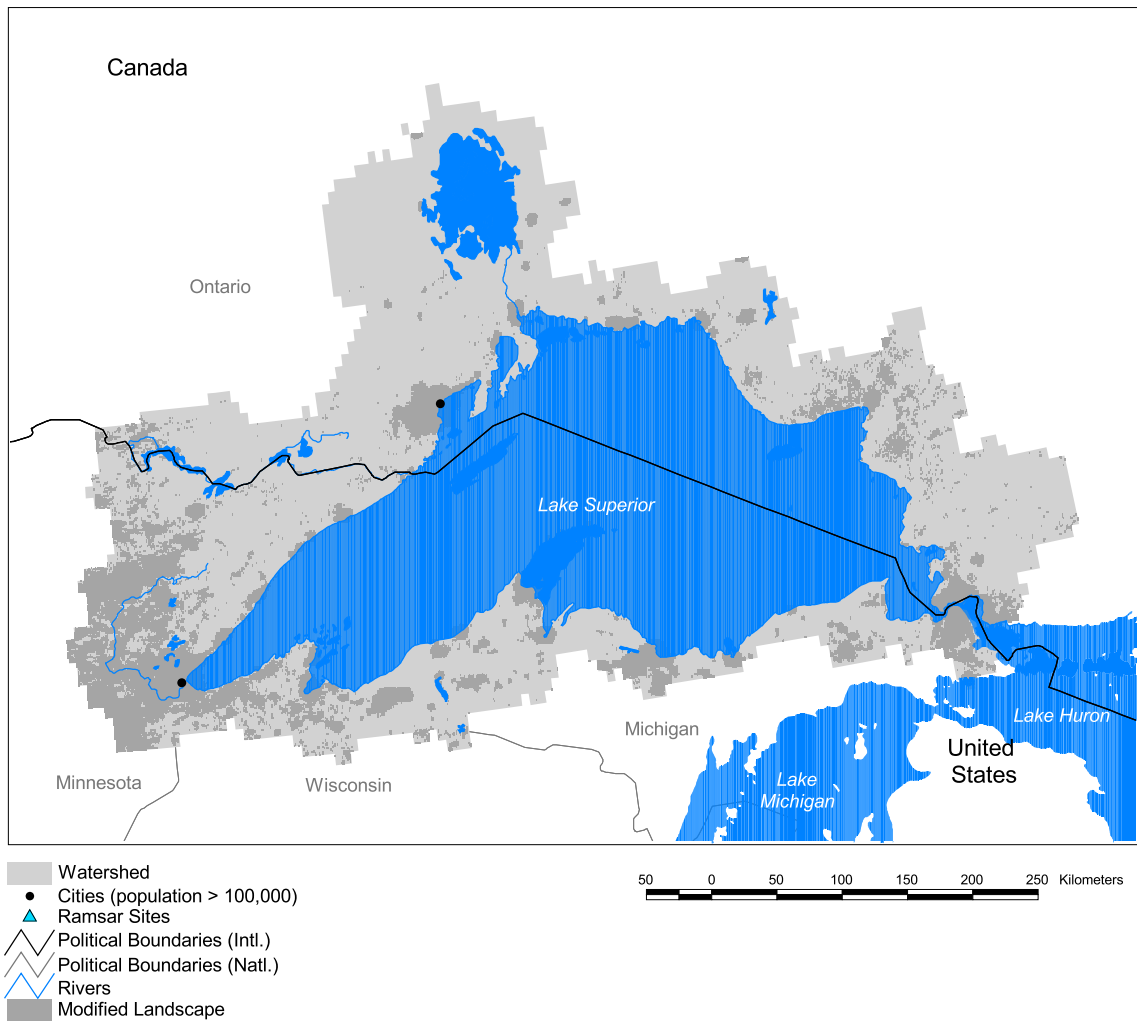 Canada
Ontario
Lake Superior
Michigan
Lake Huron
United
States
Minnesota
Wisconsin
Lake
Michigan
Watershed
Cities (population > 100,000)
Ramsar Sites
Political Boundaries (Intl.)
Political Boundaries (Natl.)
Rivers
Modified Landscape
50 0 50 100 150 200 250 Kilometers